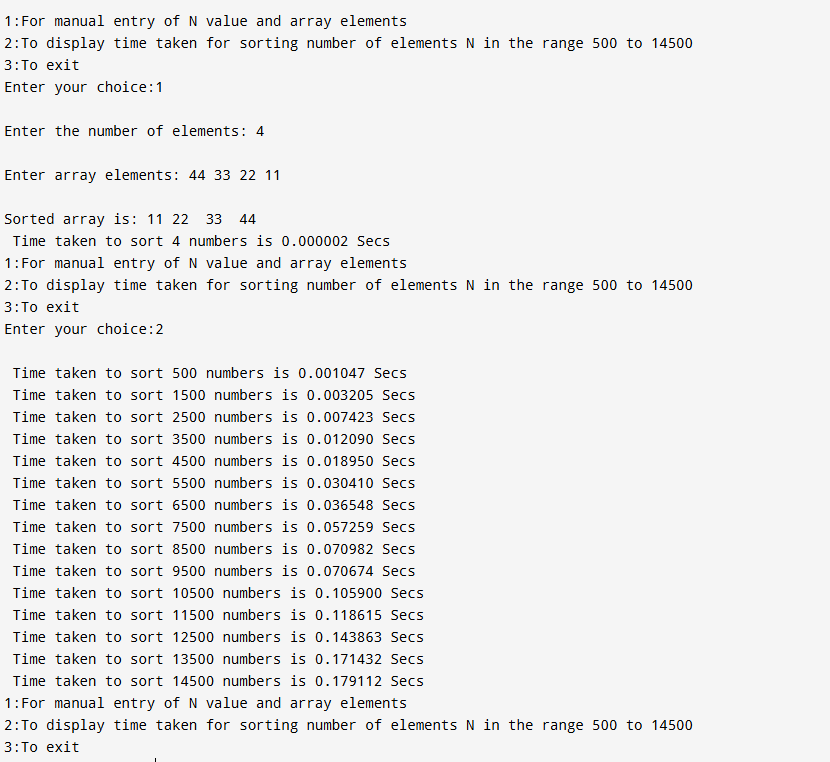 1:For manual entry of N value and array elements
2:To display time taken for sorting number of elements N in the range 500 to 14500
3:To exit
Enter your choice:1
Enter the number of elements: 4
Enter array elements: 44 33 22 11
Sorted array is: 11 22  33  44
Time taken to sort 4 numbers is 0.000002 Secs
1:For manual entry of N value and array elements
2:To display time taken for sorting number of elements N in the range 500 to 14500
3:To exit
Enter your choice:2
Time taken to sort 500 numbers is 0.001047 Secs
Time taken to sort 1500 numbers is 0.003205 Secs
Time taken to sort 2500 numbers is 0.007423 Secs
Time taken to sort 3500 numbers is 0.012090 Secs
Time taken to sort 4500 numbers is 0.018950 Secs
Time taken to sort 5500 numbers is 0.030410 Secs
Time taken to sort 6500 numbers is 0.036548 Secs
Time taken to sort 7500 numbers is 0.057259 Secs
Time taken to sort 8500 numbers is 0.070982 Secs
Time taken to sort 9500 numbers is 0.070674 Secs
Time taken to sort 10500 numbers is 0.105900 Secs
Time taken to sort 11500 numbers is 0.118615 Secs
Time taken to sort 12500 numbers is 0.143863 Secs
Time taken to sort 13500 numbers is 0.171432 Secs
Time taken to sort 14500 numbers is 0.179112 Secs
1:For manual entry of N value and array elements
2:To display time taken for sorting number of elements N in the range 500 to 14500
3:To exit